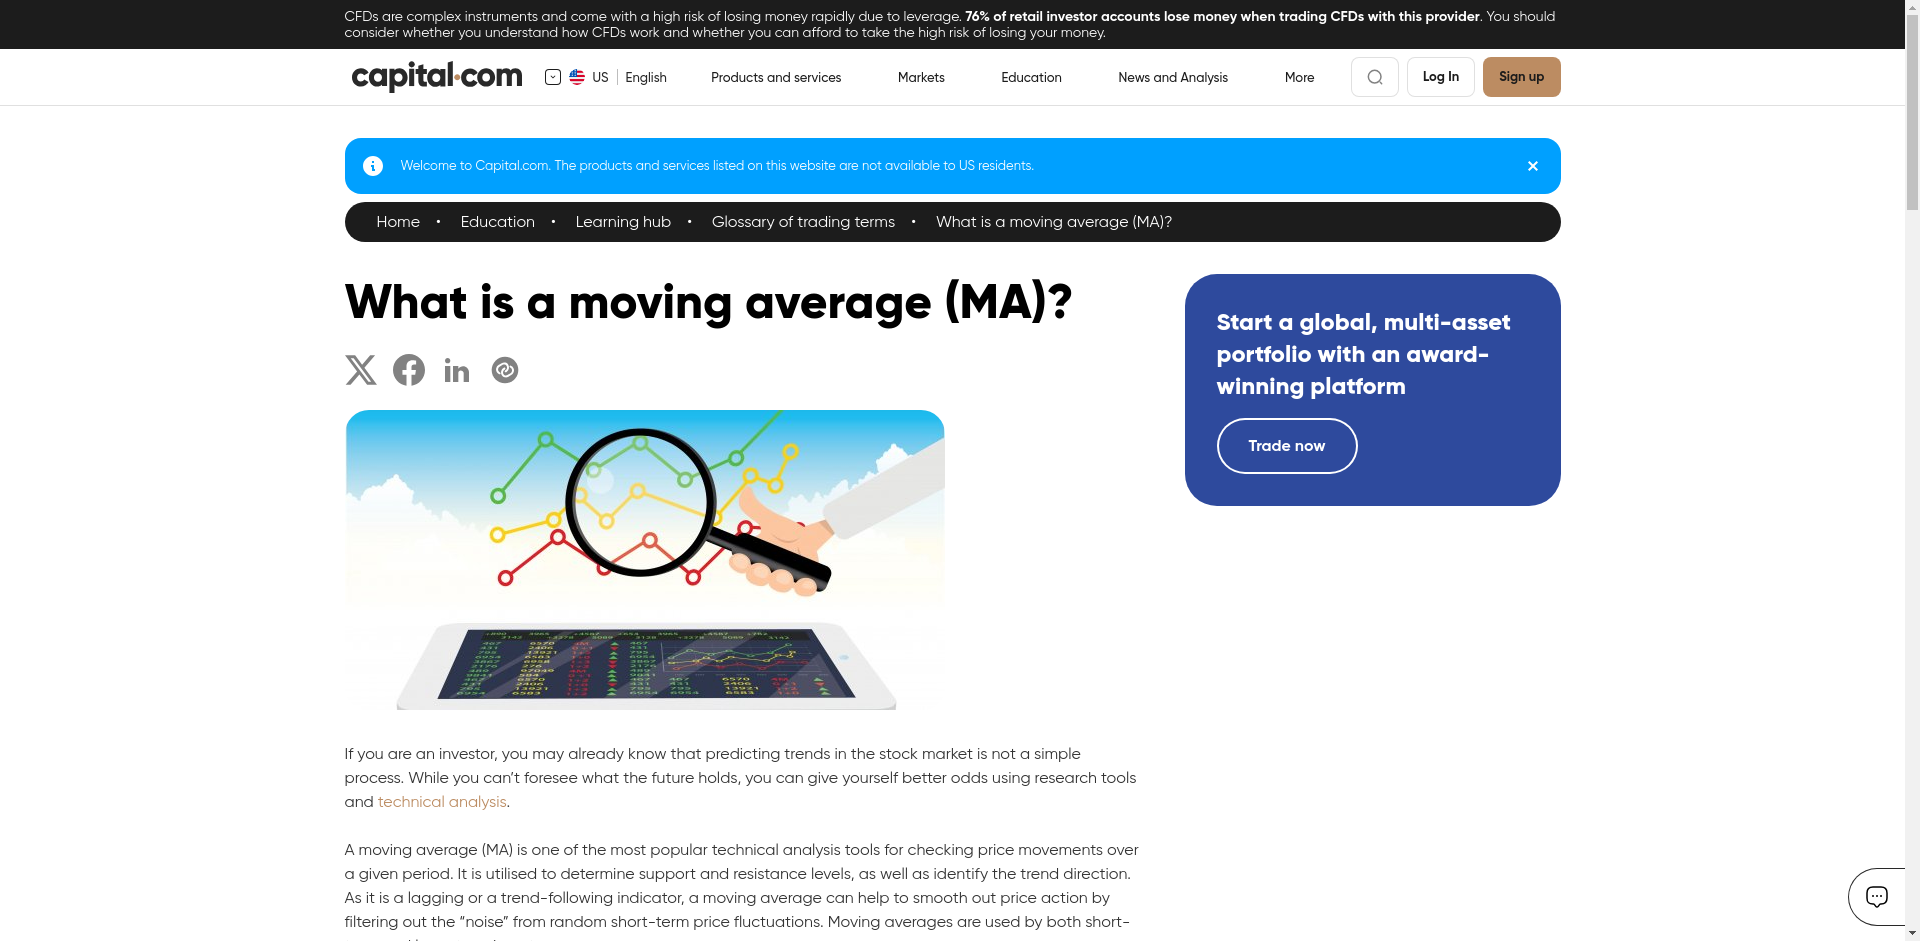 CFDs are complex instruments and come with a high risk of losing money rapidly due to leverage. 76% of retail investor accounts lose money when trading CFDs with this provider. You should
consider whether you understand how CFDs work and whether you can afford to take the high risk of losing your money.
capital.com
US
English
Products and services
Markets
Education
News and Analysis
More
Log In
Sign up
Welcome to Capital.com. The products and services listed on this website are not available to US residents.
Home • Education • Learning hub • Glossary of trading terms • What is a moving average (MA)?
What is a moving average (MA)?
Start a global, multi-asset
portfolio with an award-
winning platform
Trade now
If you are an investor, you may already know that predicting trends in the stock market is not a simple
process. While you can’t foresee what the future holds, you can give yourself better odds using research tools
and technical analysis.
A moving average (MA) is one of the most popular technical analysis tools for checking price movements over
a given period. It is utilised to determine support and resistance levels, as well as identify the trend direction.
As it is a lagging or a trend-following indicator, a moving average can help to smooth out price action by
filtering out the “noise” from random short-term price fluctuations. Moving averages are used by both short-